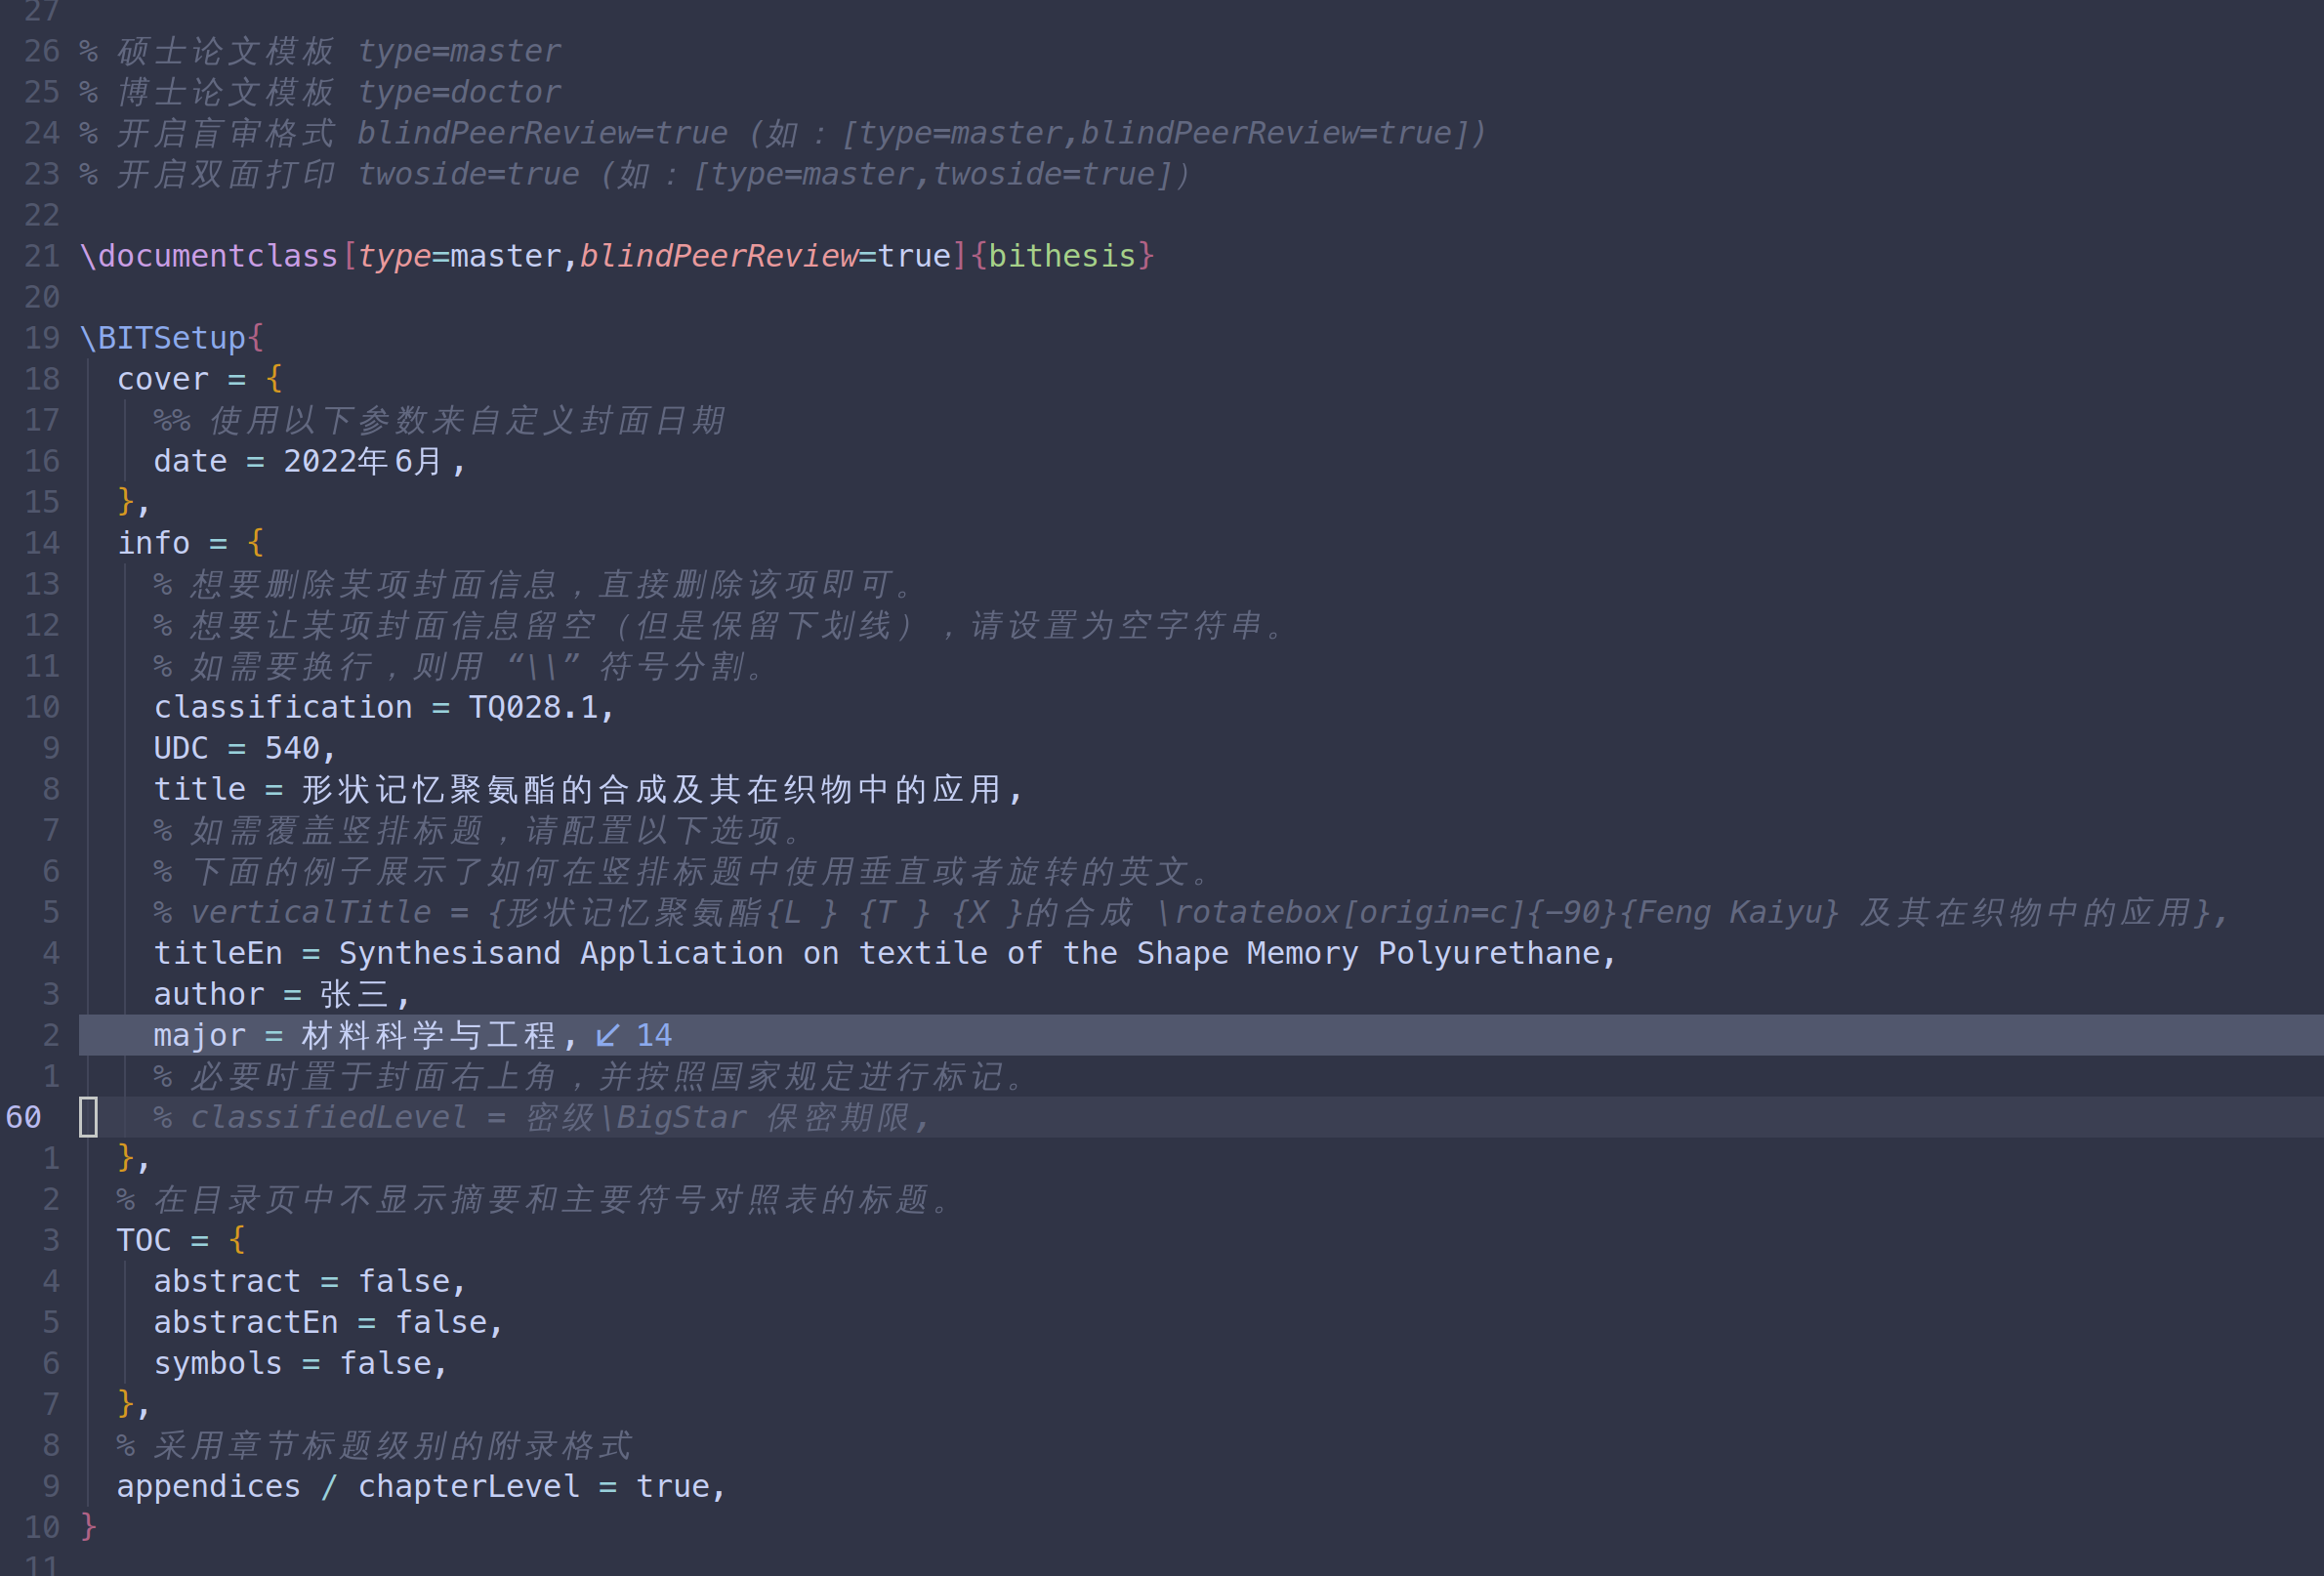 27
26 % 硕士论文模板 type=master
25 % 博士论文模板 type=doctor
24 % 开启盲审格式 blindPeerReview=true (如：[type=master,blindPeerReview=true])
23 % 开启双面打印 twoside=true (如：[type=master,twoside=true]）
22
21 \documentclass[type=master,blindPeerReview=true]{bithesis}
20
19 \BITSetup{
18   cover = {
17     %% 使用以下参数来自定义封面日期
16     date = 2022年6月,
15   },
14   info = {
13     % 想要删除某项封面信息，直接删除该项即可。
12     % 想要让某项封面信息留空（但是保留下划线），请设置为空字符串。
11     % 如需要换行，则用 “\\” 符号分割。
10     classification = TQ028.1,
9     UDC = 540,
8     title = 形状记忆聚氨酯的合成及其在织物中的应用,
7     % 如需覆盖竖排标题，请配置以下选项。
6     % 下面的例子展示了如何在竖排标题中使用垂直或者旋转的英文。
5     % verticalTitle = {形状记忆聚氨酯{L } {T } {X }的合成 \rotatebox[origin=c]{-90}{Feng Kaiyu} 及其在织物中的应用},
4     titleEn = Synthesisand Application on textile of the Shape Memory Polyurethane,
3     author = 张三,
2     major = 材料科学与工程, ↙ 14
1     % 必要时置于封面右上角，并按照国家规定进行标记。
60     % classifiedLevel = 密级\BigStar 保密期限,
1   },
2   % 在目录页中不显示摘要和主要符号对照表的标题。
3   TOC = {
4     abstract = false,
5     abstractEn = false,
6     symbols = false,
7   },
8   % 采用章节标题级别的附录格式
9   appendices / chapterLevel = true,
10 }
11